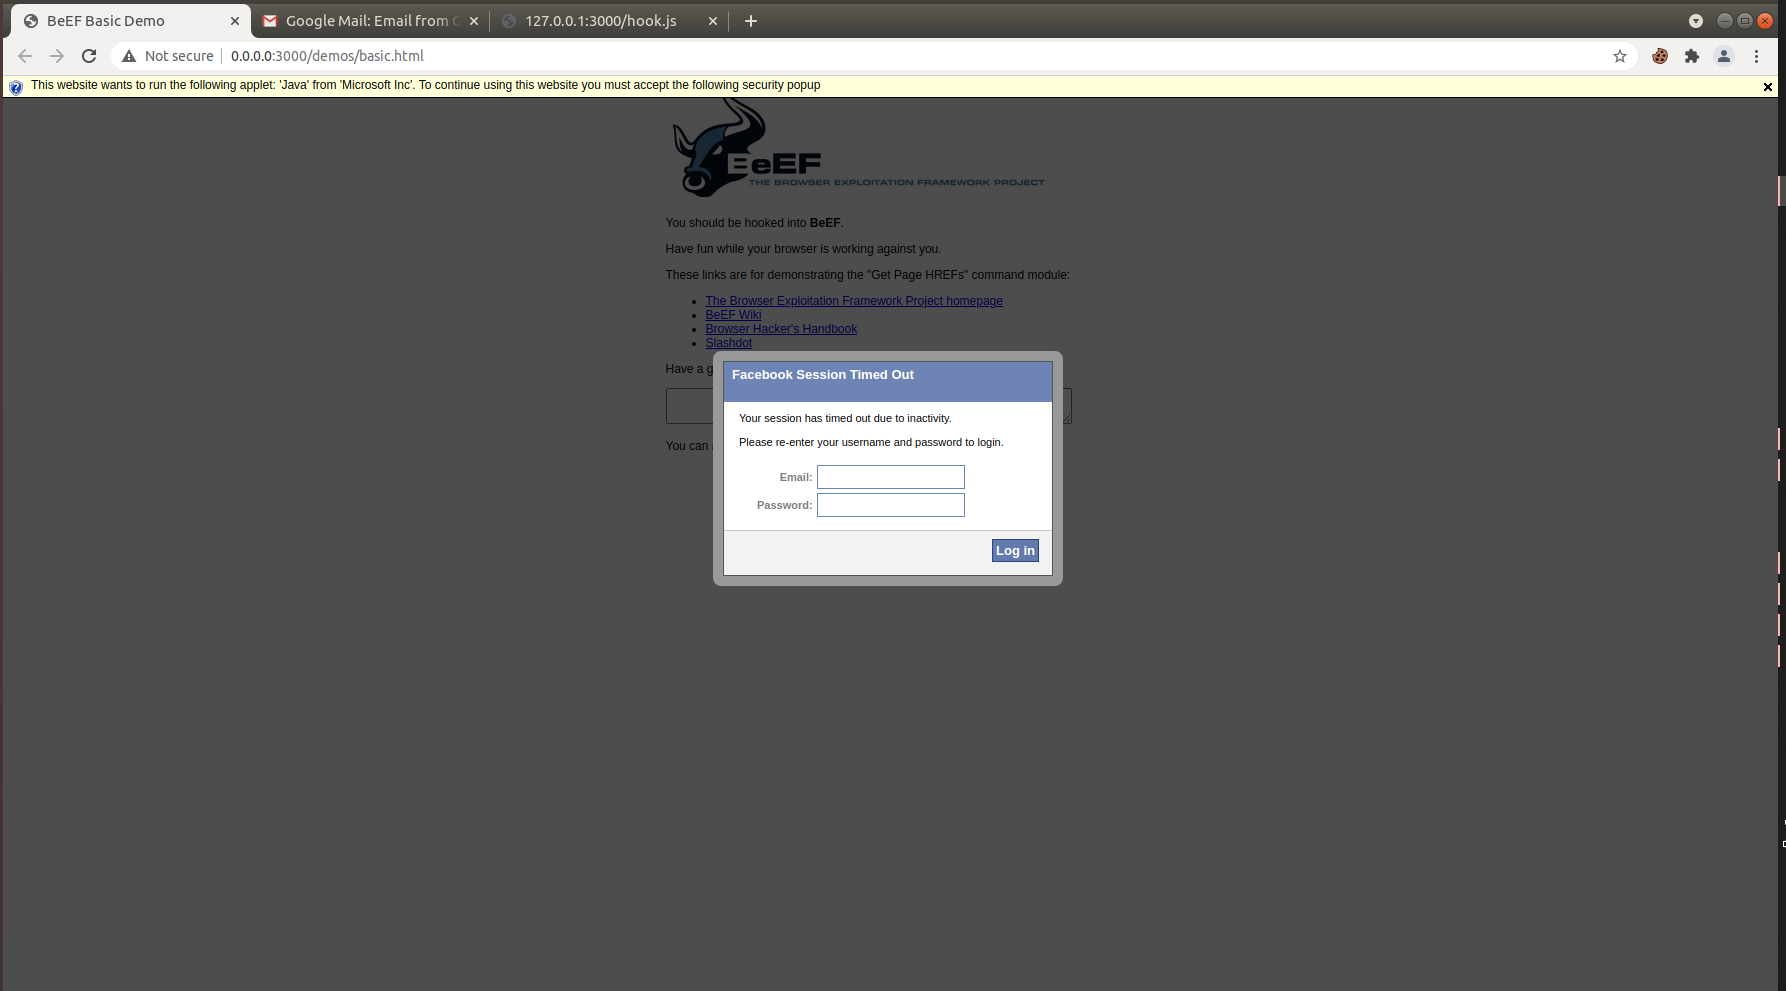 BeEF Basic Demo
Google Mail: Email from
127.0.0.1:3000/hook.js
Not secure
0.0.0.0:3000/demos/basic.html
This website wants to run the following applet: 'Java' from 'Microsoft Inc'. To continue using this website you must accept the following security popup
BeEF
THE BROWSER EXPLOITATION FRAMEWORK PROJECT
You should be hooked into BeEF.
Have fun while your browser is working against you.
These links are for demonstrating the "Get Page HREFs" command module:
The Browser Exploitation Framework Project homepage
BeEF Wiki
Browser Hacker's Handbook
Slashdot
Have a g
You can
Facebook Session Timed Out
Your session has timed out due to inactivity.
Please re-enter your username and password to login.
Email:
Password:
Log in